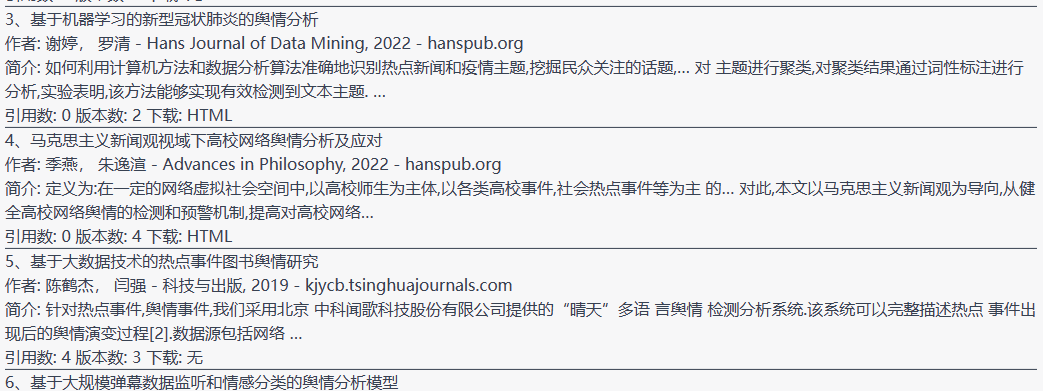 3、基于机器学习的新型冠状肺炎的舆情分析
作者: 谢婷， 罗清 - Hans Journal of Data Mining, 2022 - hanspub.org
简介: 如何利用计算机方法和数据分析算法准确地识别热点新闻和疫情主题,挖掘民众关注的话题,... 对 主题进行聚类,对聚类结果通过词性标注进行
分析,实验表明,该方法能够实现有效检测到文本主题. ...
引用数: 0 版本数: 2 下载: HTML
4、马克思主义新闻观视域下高校网络舆情分析及应对
作者: 季燕， 朱逸渲 - Advances in Philosophy, 2022 - hanspub.org
简介: 定义为:在一定的网络虚拟社会空间中,以高校师生为主体,以各类高校事件,社会热点事件等为主 的... 对此,本文以马克思主义新闻观为导向,从健
全高校网络舆情的检测和预警机制,提高对高校网络...
引用数: 0 版本数: 4 下载: HTML
5、基于大数据技术的热点事件图书舆情研究
作者: 陈鹤杰， 闫强 - 科技与出版, 2019 - kjycb.tsinghuajournals.com
简介: 针对热点事件,舆情事件,我们采用北京 中科闻歌科技股份有限公司提供的“晴天”多语 言舆情 检测分析系统.该系统可以完整描述热点 事件出
现后的舆情演变过程[2].数据源包括网络 ...
引用数: 4 版本数: 3 下载: 无
6、基于大规模弹幕数据监听和情感分类的舆情分析模型